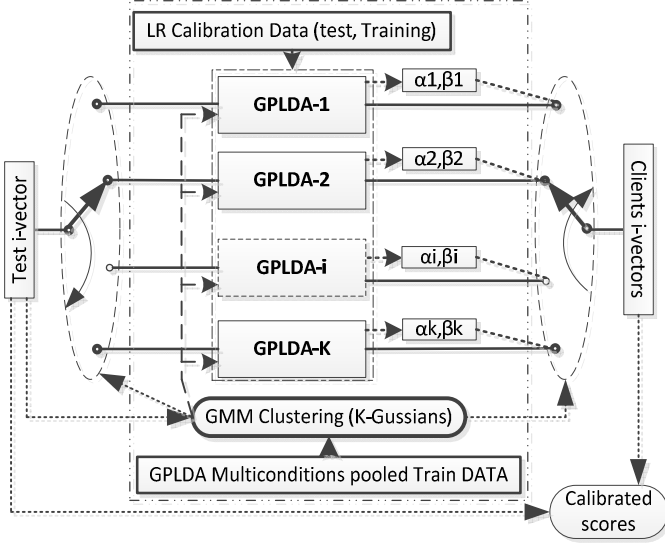 LR Calibration Data (test, Training)
GPLDA-1
α1,β1
GPLDA-2
α2,β2
Test i-vector
Clients i-vectors
GPLDA-i
αi,βi
GPLDA-K
αk,βk
GMM Clustering (K-Gussians)
GPLDA Multiconditions pooled Train DATA
Calibrated
scores